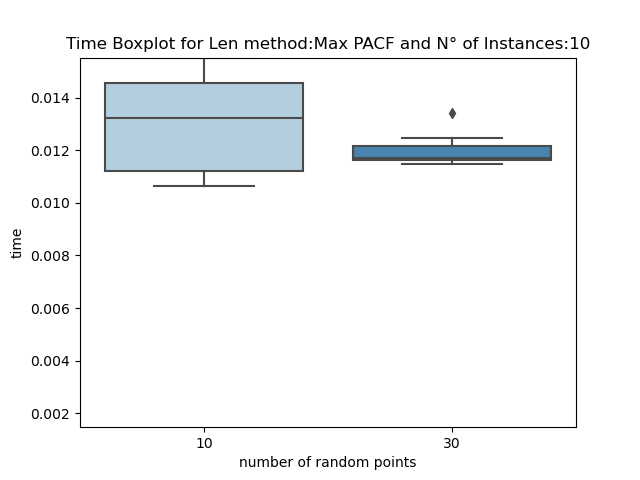 Time Boxplot for Len method:Max PACF and N° of Instances:10
0.014
0.012
0.010
0.008
0.006
0.004
0.002
time
10 30
number of random points